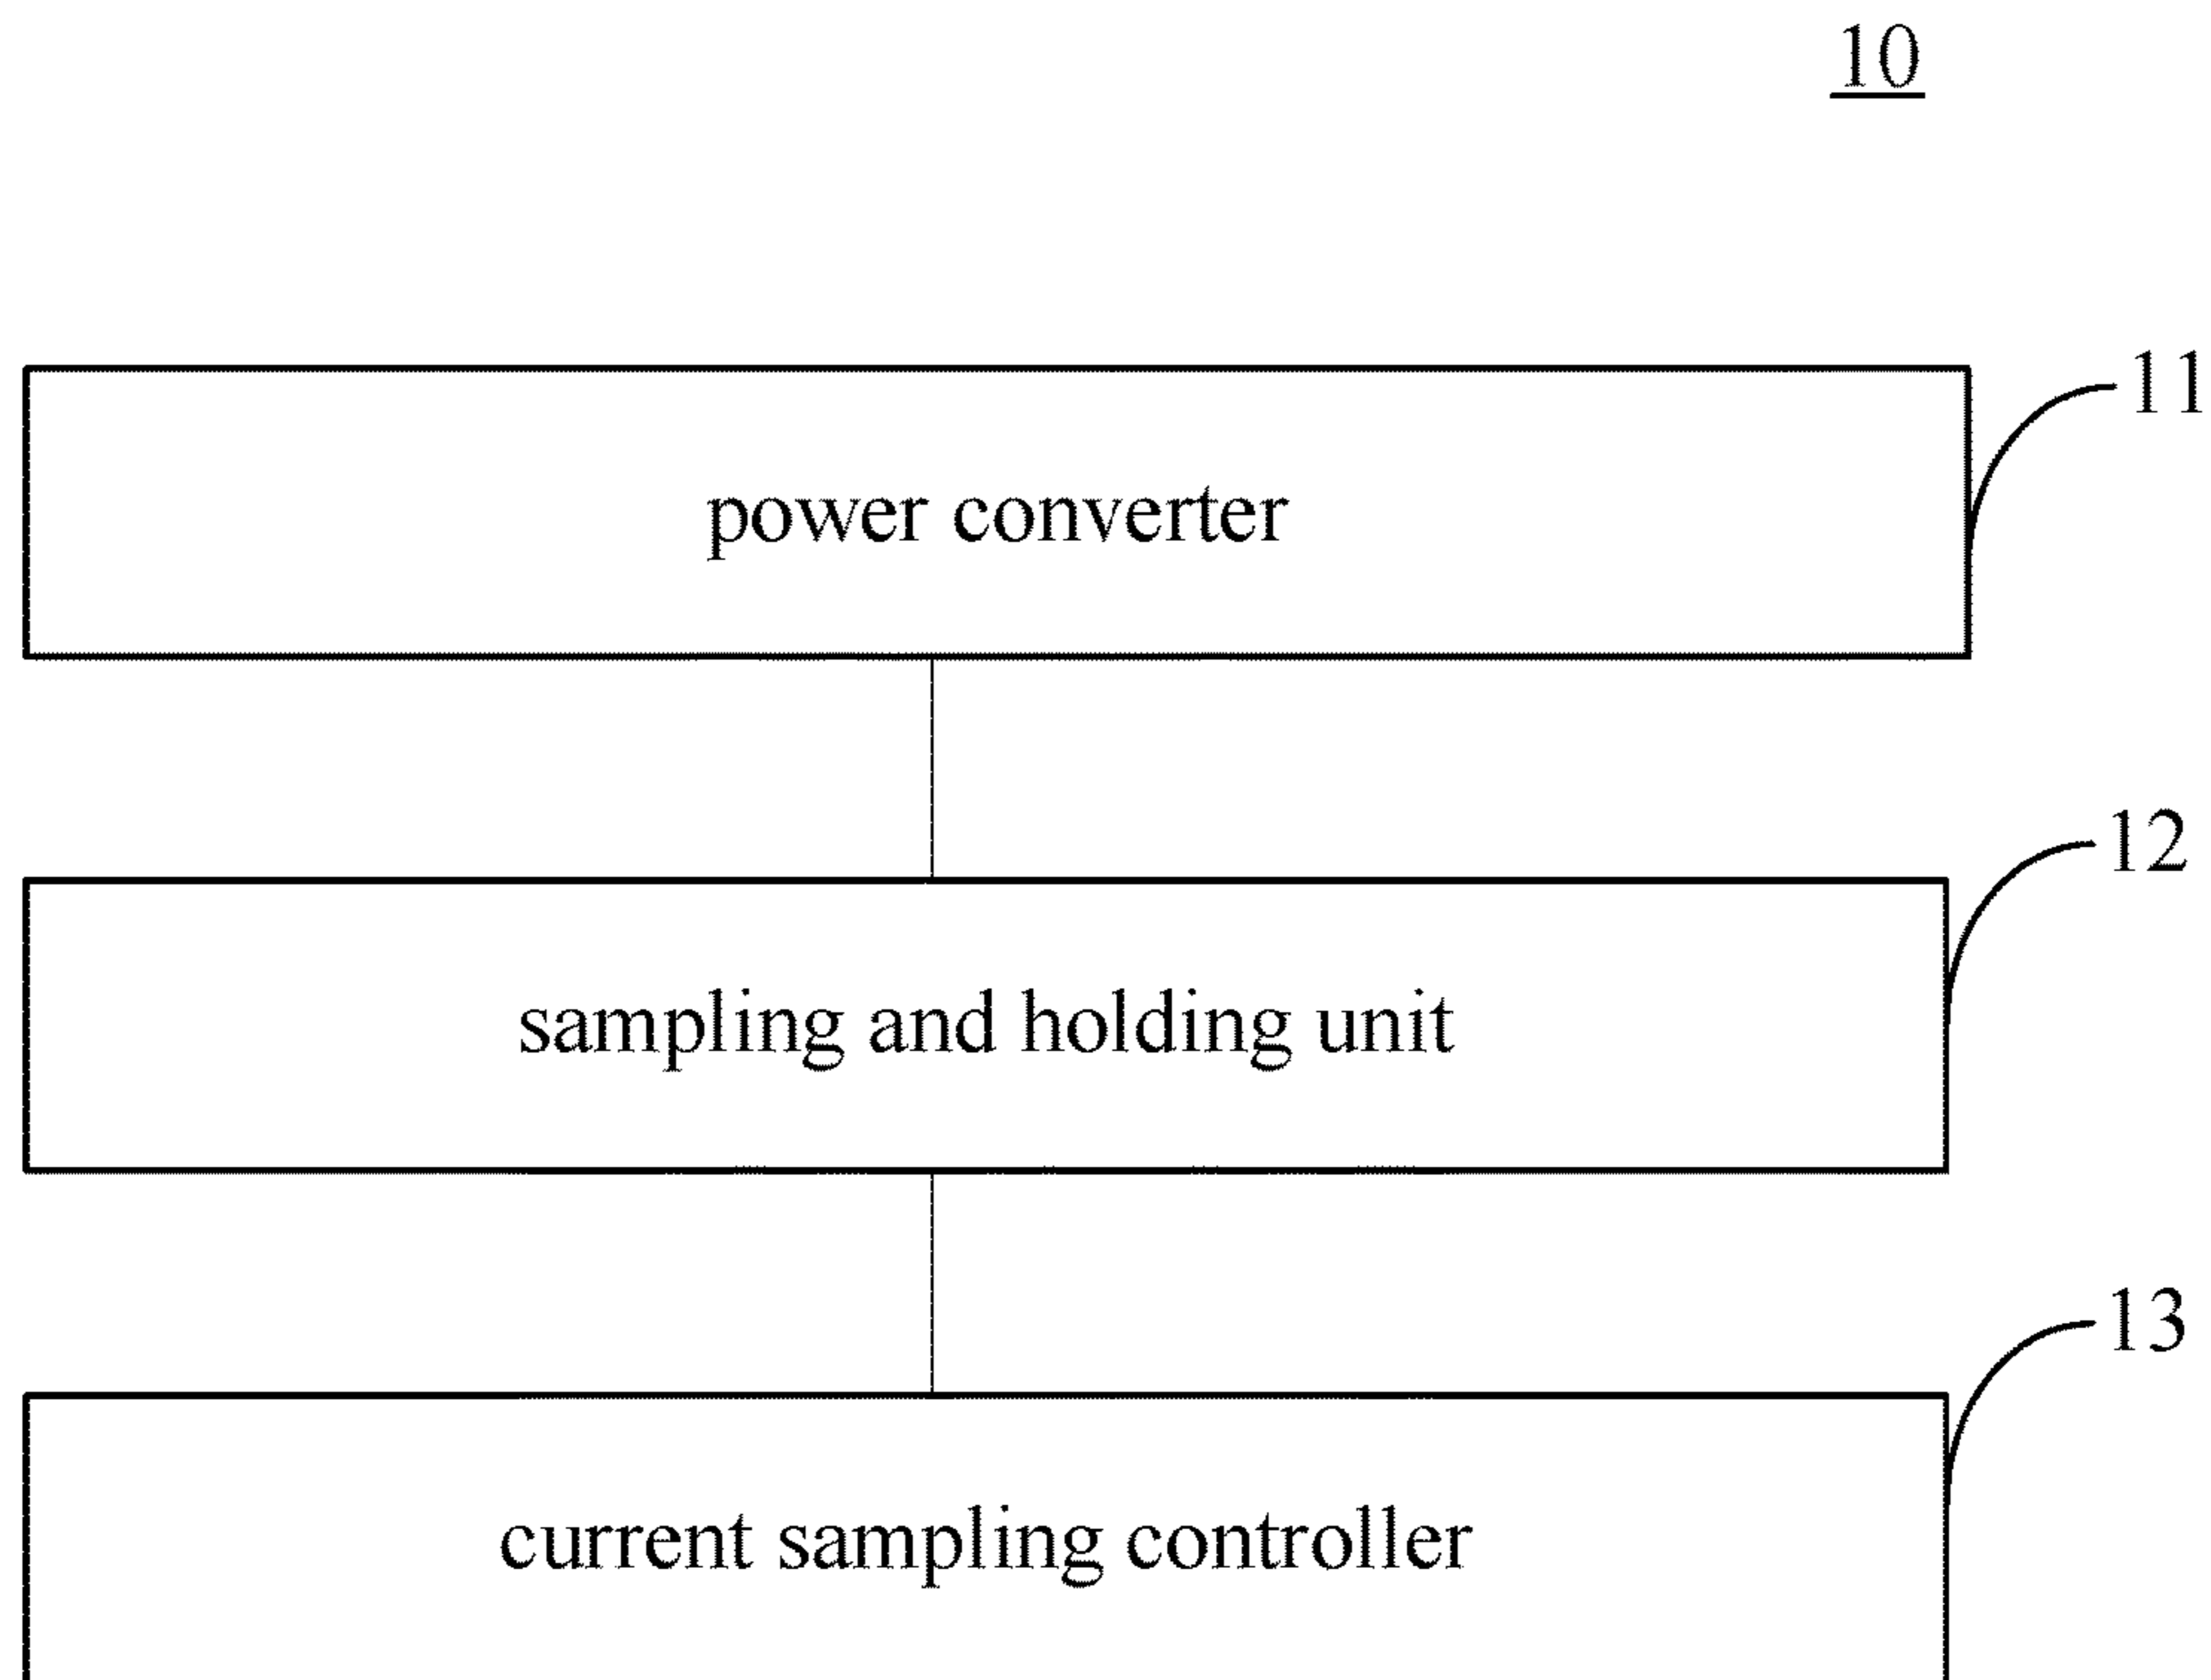 10
11
power converter
12
sampling and holding unit
13
current sampling controller